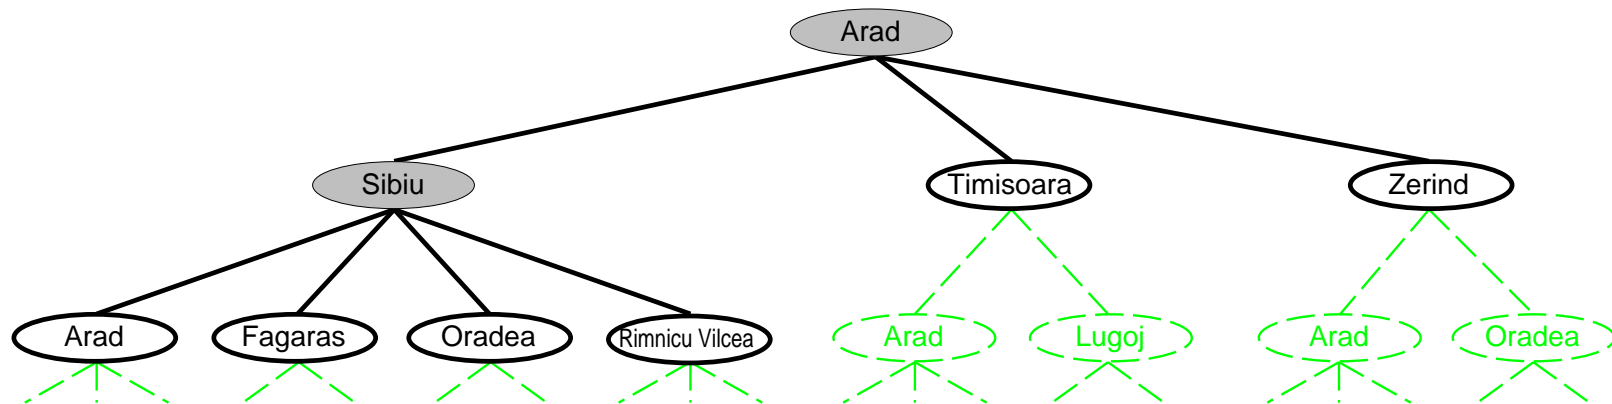 Arad
Sibiu
Timisoara
Zerind
Arad
Fagaras
Oradea
Rimnicu Vilcea
Arad
Lugoj
Arad
Oradea